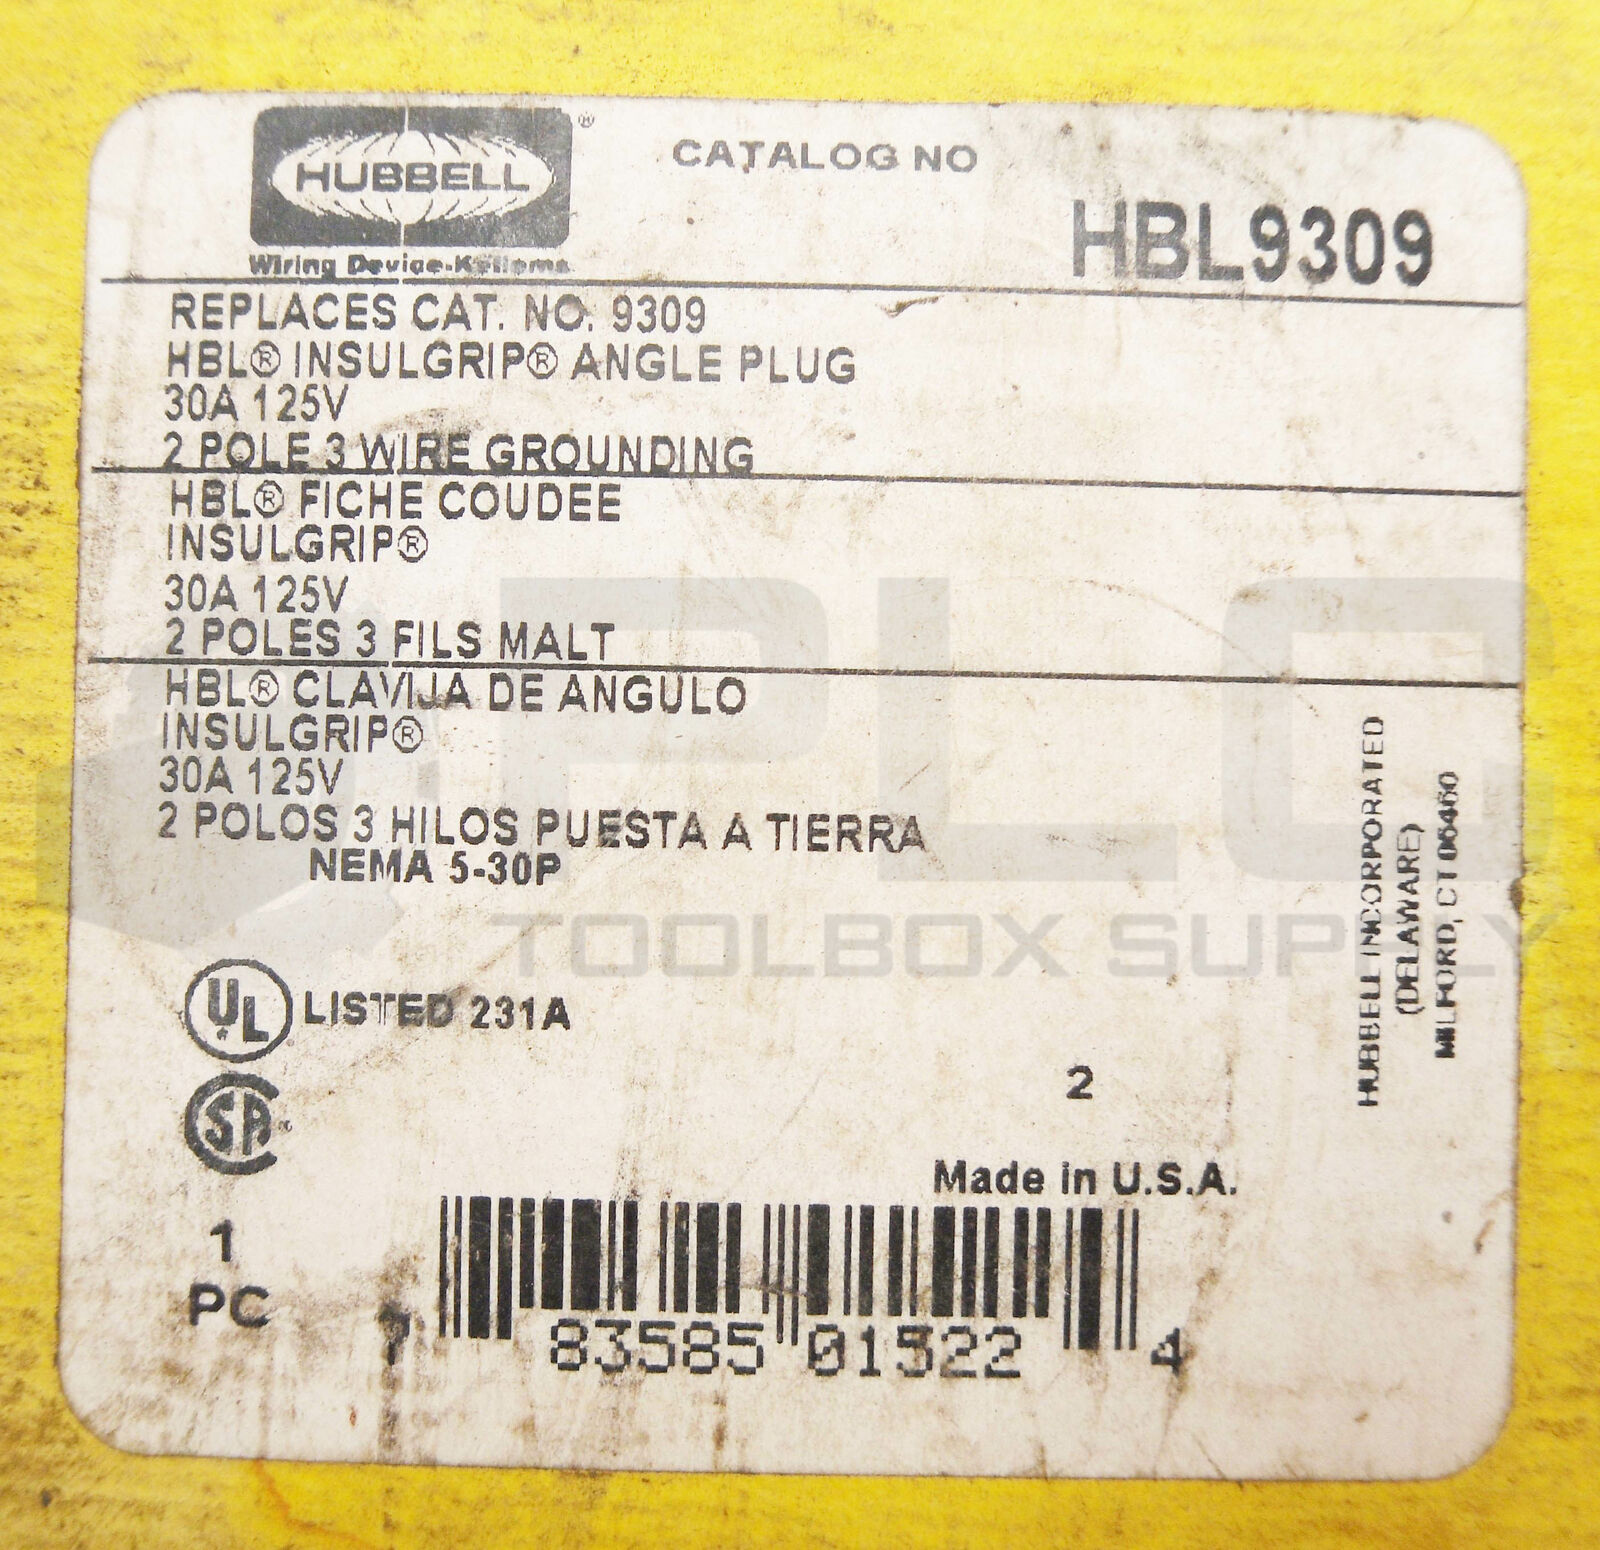 HUBBELL ®
Wiring Device-Kellems
CATALOG NO
HBL9309
REPLACES CAT. NO. 9309
HBL® INSULGRIP® ANGLE PLUG
30A 125V
2 POLE 3 WIRE GROUNDING
HBL® FICHE COUDEE
INSULGRIP®
30A 125V
2 POLES 3 FILS MALT
HBL® CLAVIJA DE ANGULO
INSULGRIP®
30A 125V
2 POLOS 3 HILOS PUESTA A TIERRA
NEMA 5-30P
UL LISTED 231A
SA
2
Made in U.S.A.
1
PC
7 83585 01522 4
HUBBELL INCORPORATED
(DELAWARE)
MILFORD, CT 06460
PLC
TOOLBOX SUPPLY